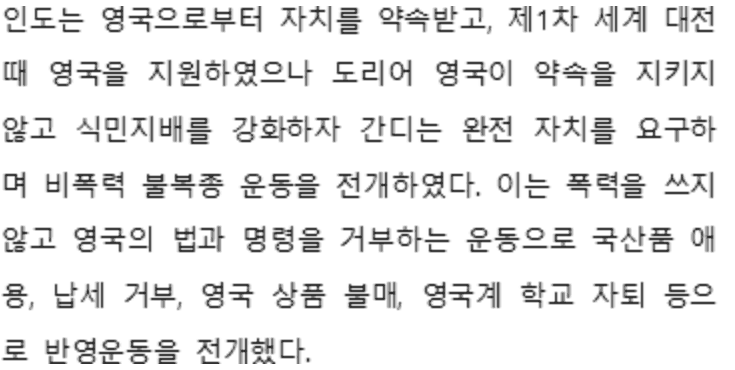 인도는 영국으로부터 자치를 약속받고, 제1차 세계 대전
때 영국을 지원하였으나 도리어 영국이 약속을 지키지
않고 식민지배를 강화하자 간디는 완전 자치를 요구하
며 비폭력 불복종 운동을 전개하였다. 이는 폭력을 쓰지
않고 영국의 법과 명령을 거부하는 운동으로 국산품 애
용, 납세 거부, 영국 상품 불매, 영국계 학교 자퇴 등으
로 반영운동을 전개했다.